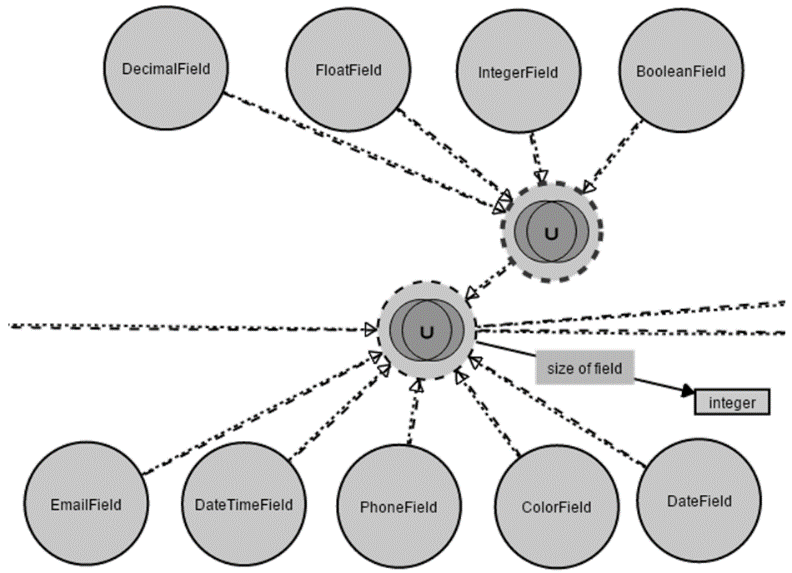 DecimalField
FloatField
IntegerField
BooleanField
U
U
size of field
integer
EmailField
DateTimeField
PhoneField
ColorField
DateField